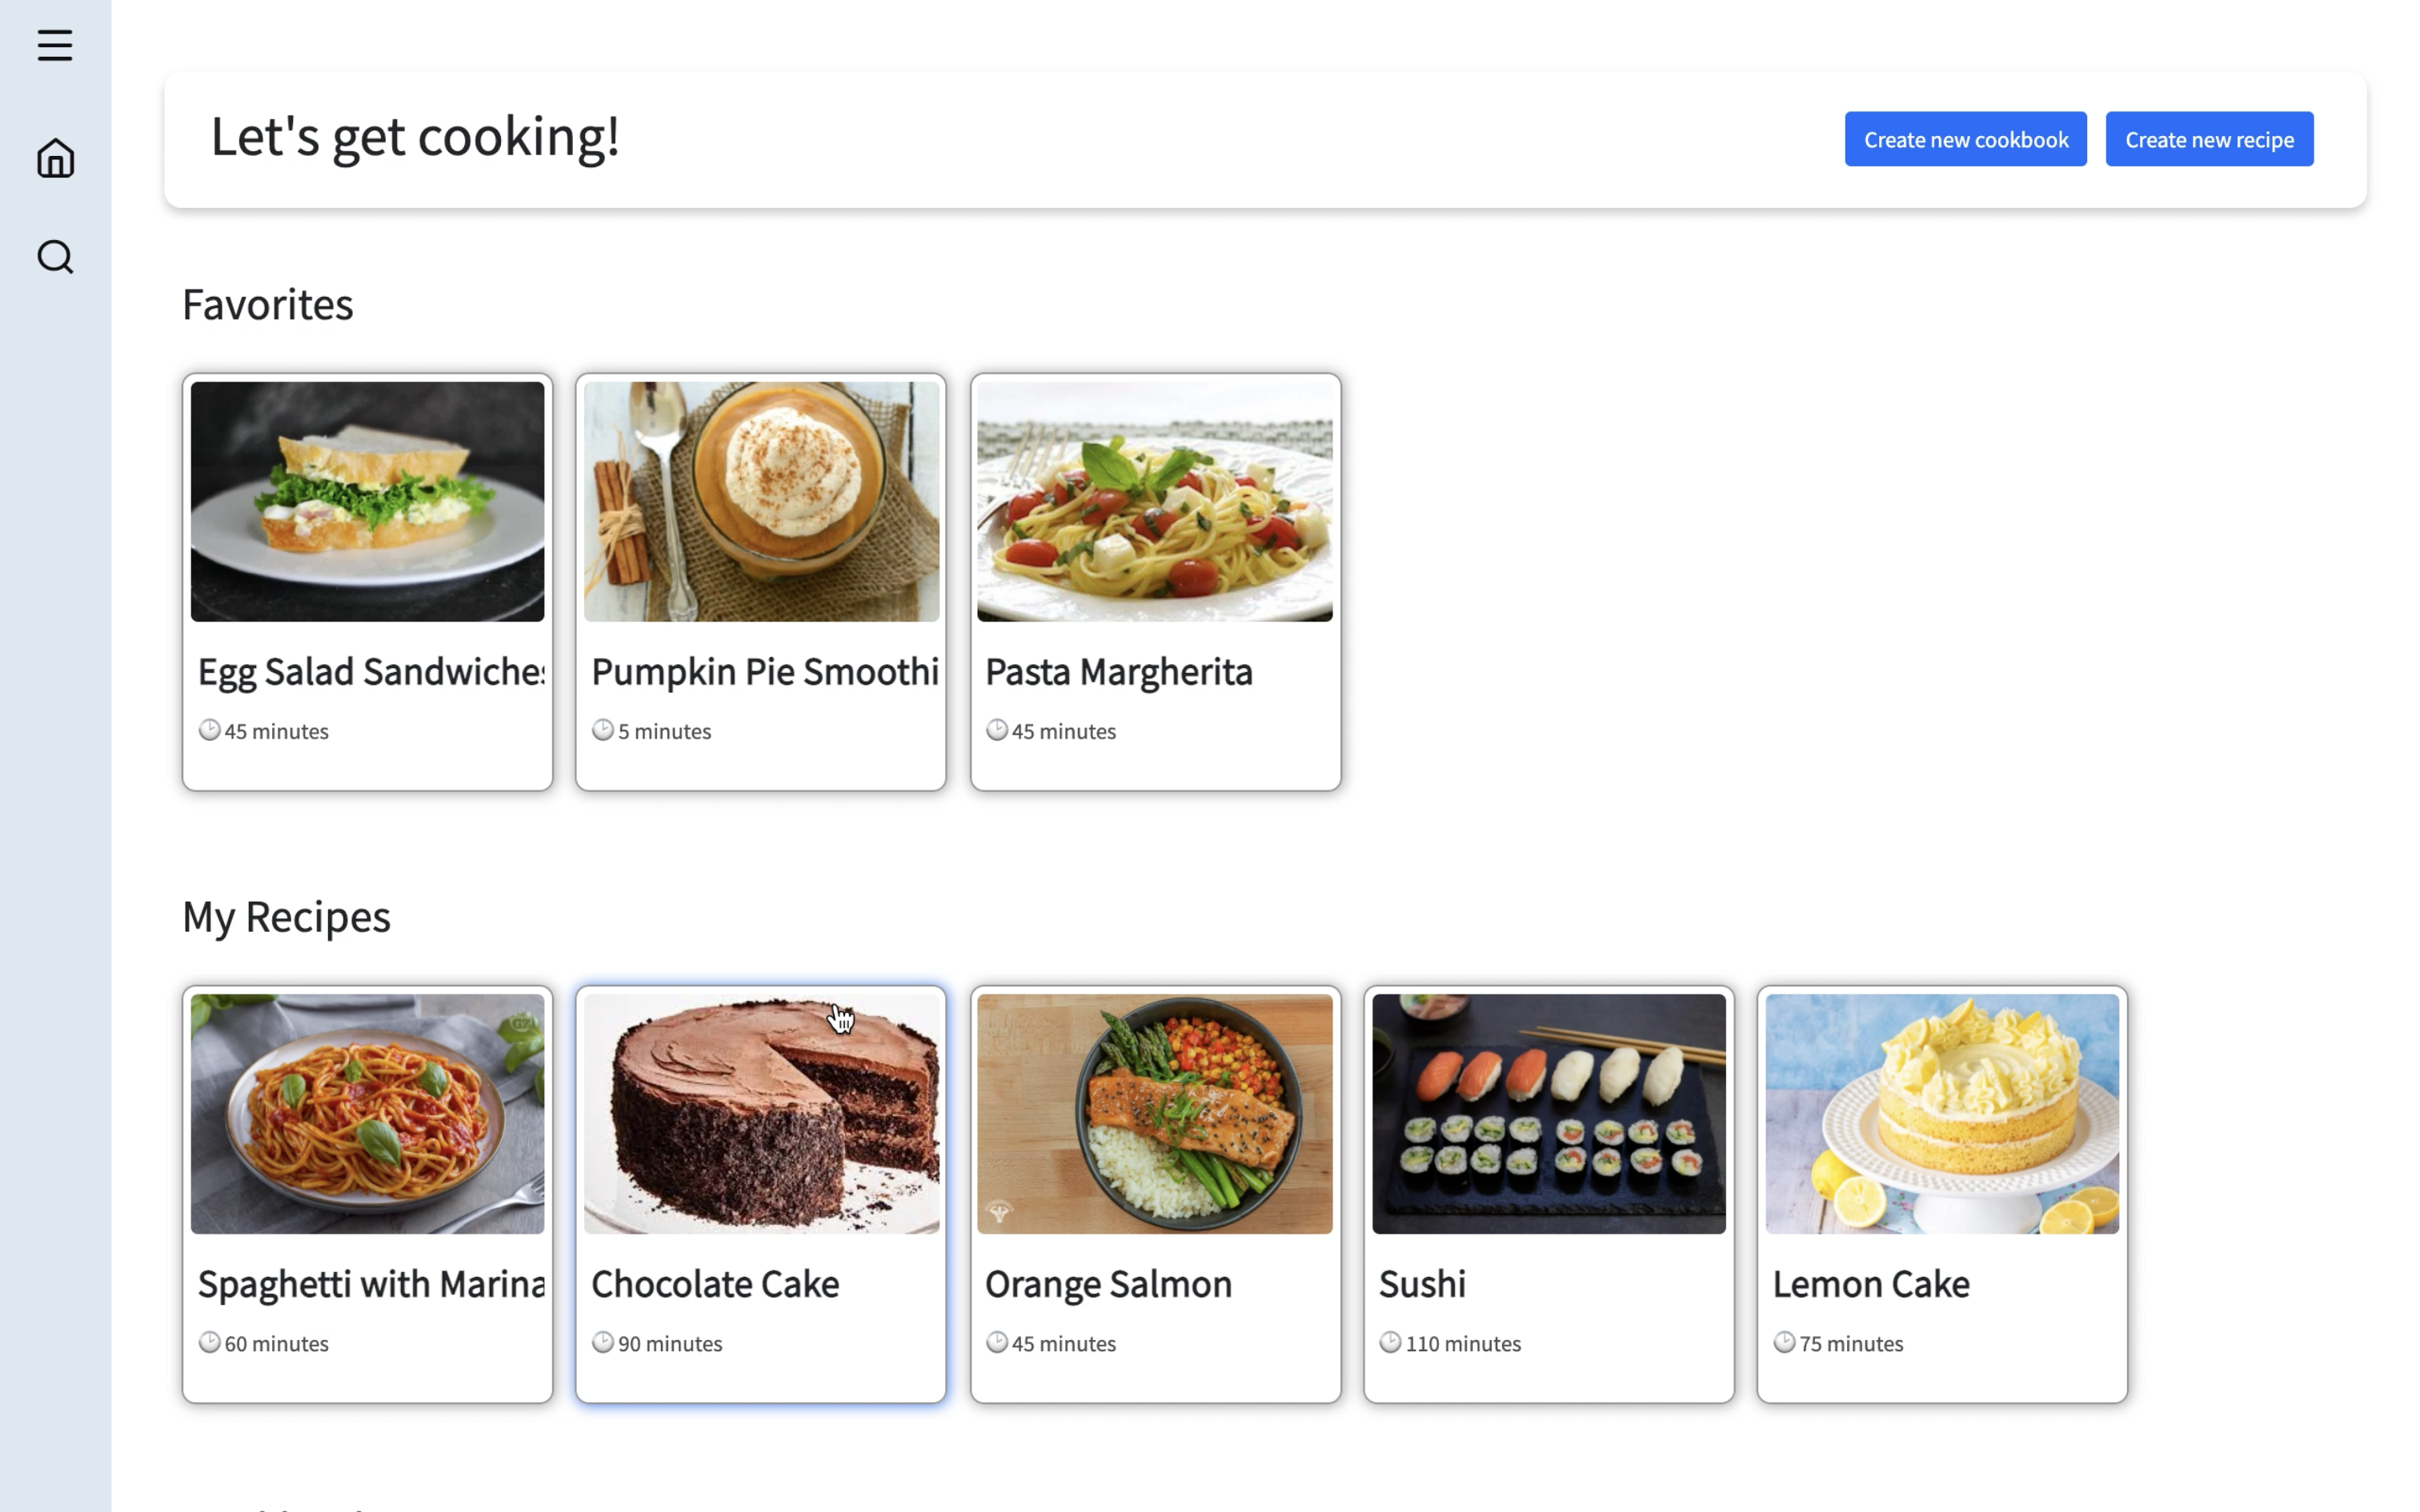 Let's get cooking!
Create new cookbook
Create new recipe
Favorites
Egg Salad Sandwiches
Pumpkin Pie Smoothi
Pasta Margherita
45 minutes
5 minutes
45 minutes
My Recipes
Spaghetti with Marina
Chocolate Cake
Orange Salmon
Sushi
Lemon Cake
60 minutes
90 minutes
45 minutes
110 minutes
75 minutes